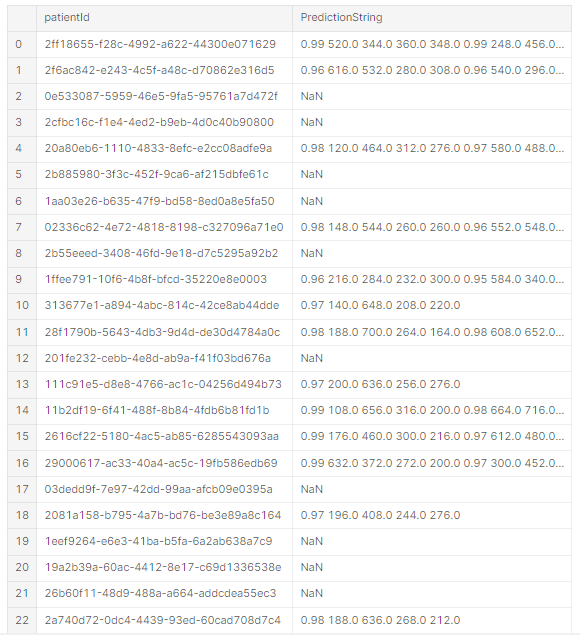 patientId PredictionString
0 2ff18655-f28c-4992-a622-44300e071629 0.99 520.0 344.0 360.0 348.0 0.99 248.0 456.0...
1 2f6ac842-e243-4c5f-a48c-d70862e316d5 0.96 616.0 532.0 280.0 308.0 0.96 540.0 296.0...
2 0e533087-5959-46e5-9fa5-95761a7d472f NaN
3 2cfbc16c-f1e4-4ed2-b9eb-4d0c40b90800 NaN
4 20a80eb6-1110-4833-8efc-e2cc08adfe9a 0.98 120.0 464.0 312.0 276.0 0.97 580.0 488.0...
5 2b885980-3f3c-452f-9ca6-af215dbfe61c NaN
6 1aa03e26-b635-47f9-bd58-8ed0a8e5fa50 NaN
7 02336c62-4e72-4818-8198-c327096a71e0 0.98 148.0 544.0 260.0 260.0 0.96 552.0 548.0...
8 2b55eeed-3408-46fd-9e18-d7c5295a92b2 NaN
9 1ffee791-10f6-4b8f-bfcd-35220e8e0003 0.96 216.0 284.0 232.0 300.0 0.95 584.0 340.0...
10 313677e1-a894-4abc-814c-42ce8ab44dde 0.97 140.0 648.0 208.0 220.0
11 28f1790b-5643-4db3-9d4d-de30d4784a0c 0.98 188.0 700.0 264.0 164.0 0.98 608.0 652.0...
12 201fe232-cebb-4e8d-ab9a-f41f03bd676a NaN
13 111c91e5-d8e8-4766-ac1c-04256d494b73 0.97 200.0 636.0 256.0 276.0
14 11b2df19-6f41-488f-8b84-4fdb6b81fd1b 0.99 108.0 656.0 316.0 200.0 0.98 664.0 716.0...
15 2616cf22-5180-4ac5-ab85-6285543093aa 0.99 176.0 460.0 300.0 216.0 0.97 612.0 480.0...
16 29000617-ac33-40a4-ac5c-19fb586edb69 0.99 632.0 372.0 272.0 200.0 0.97 300.0 452.0...
17 03dedd9f-7e97-42dd-99aa-afcb09e0395a NaN
18 2081a158-b795-4a7b-bd76-be3e89a8c164 0.97 196.0 408.0 244.0 276.0
19 1eef9264-e6e3-41ba-b5fa-6a2ab638a7c9 NaN
20 19a2b39a-60ac-4412-8e17-c69d1336538e NaN
21 26b60f11-48d9-488a-a664-addcdea55ec3 NaN
22 2a740d72-0dc4-4439-93ed-60cad708d7c4 0.98 188.0 636.0 268.0 212.0